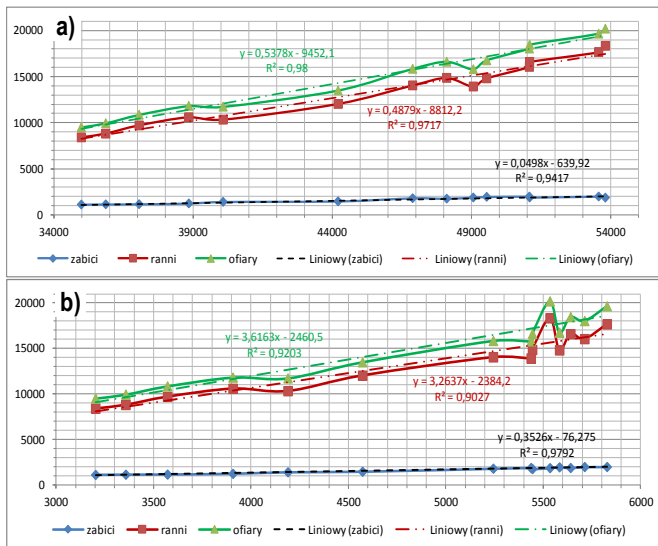 20000
a)
y = 0,5378x - 9452,1
R² = 0,98
15000
y = 0,4879x - 8812,2
R² = 0,9717
10000
5000
y = 0,0498x - 639,92
R² = 0,9417
0
34000 39000 44000 49000 54000
zabici ranni ofiary Liniowy (zabici) Liniowy (ranni) Liniowy (ofiary)
20000
b)
y = 3,6163x - 2460,5
R² = 0,9203
15000
y = 3,2637x - 2384,2
R² = 0,9027
10000
5000
y = 0,3526x - 76,275
R² = 0,9792
0
3000 3500 4000 4500 5000 5500 6000
zabici ranni ofiary Liniowy (zabici) Liniowy (ranni) Liniowy (ofiary)